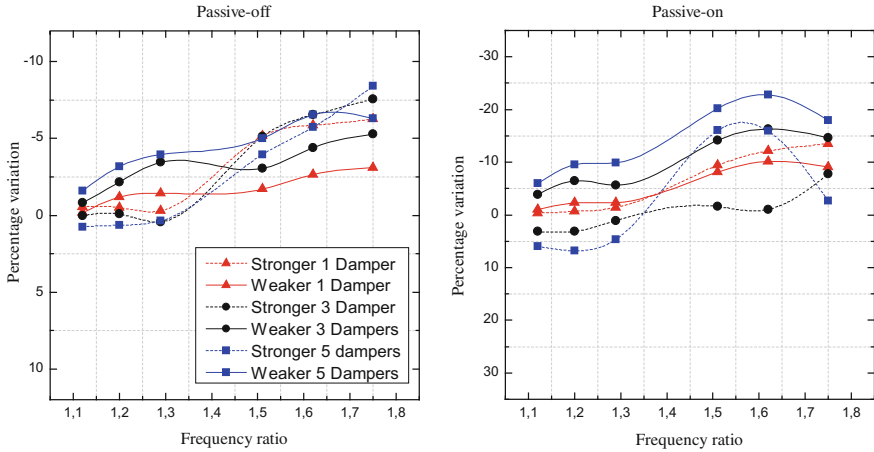 Passive-off
Percentage variation
-10
-5
0
5
10
Stronger 1 Damper
Weaker 1 Damper
Stronger 3 Damper
Weaker 3 Dampers
Stronger 5 dampers
Weaker 5 Dampers
1,1 1,2 1,3 1,4 1,5 1,6 1,7 1,8
Frequency ratio
Passive-on
Percentage variation
-30
-20
-10
0
10
20
30
1,1 1,2 1,3 1,4 1,5 1,6 1,7 1,8
Frequency ratio